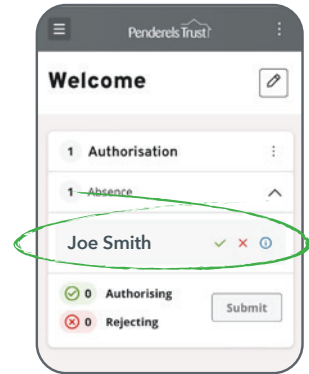 Penderels Trust
Welcome
1 Authorisation
1 Absence
Joe Smith
0 Authorising
0 Rejecting
Submit